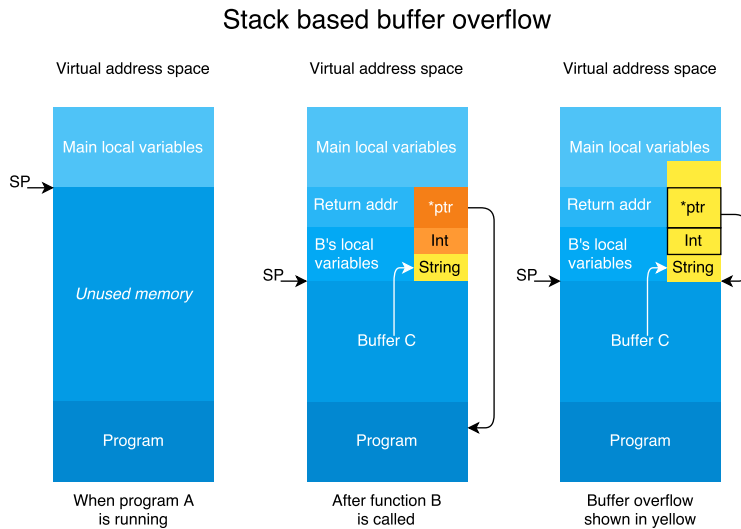 Stack based buffer overflow
Virtual address space
Main local variables
SP
Unused memory
Program
When program A
is running
Virtual address space
Main local variables
Return addr
*ptr
B's local
variables
Int
String
SP
Buffer C
Program
After function B
is called
Virtual address space
Main local variables
Return addr
*ptr
B's local
variables
Int
String
SP
Buffer C
Program
Buffer overflow
shown in yellow